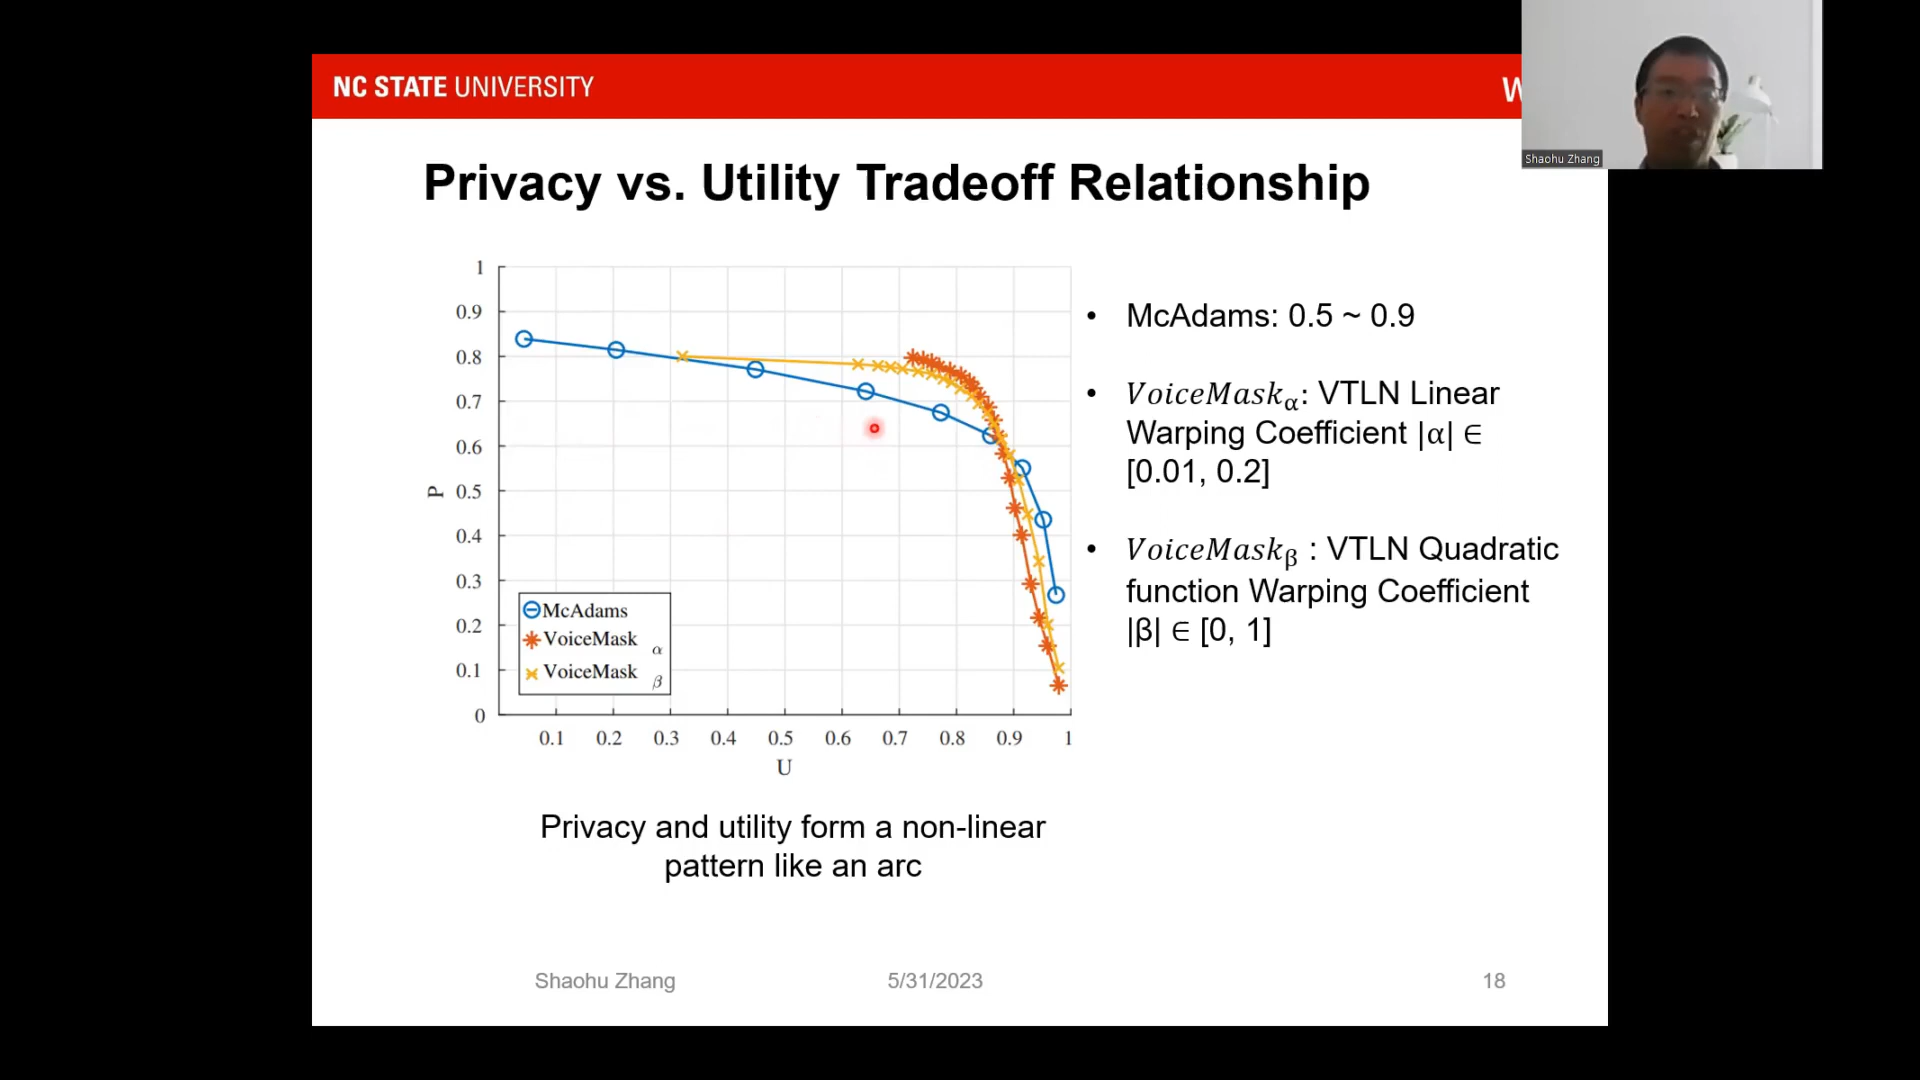 NC STATE UNIVERSITY
W
Shaohu Zhang
Privacy vs. Utility Tradeoff Relationship
1
0.9
0.8
0.7
0.6
0.5
0.4
0.3
0.2
0.1
0
P
McAdams
VoiceMask α
VoiceMask β
0.1 0.2 0.3 0.4 0.5 0.6 0.7 0.8 0.9 1
U
• McAdams: 0.5 ~ 0.9
• VoiceMaskα: VTLN Linear
Warping Coefficient |α| ∈
[0.01, 0.2]
• VoiceMaskβ : VTLN Quadratic
function Warping Coefficient
|β| ∈ [0, 1]
Privacy and utility form a non-linear
pattern like an arc
Shaohu Zhang 5/31/2023 18